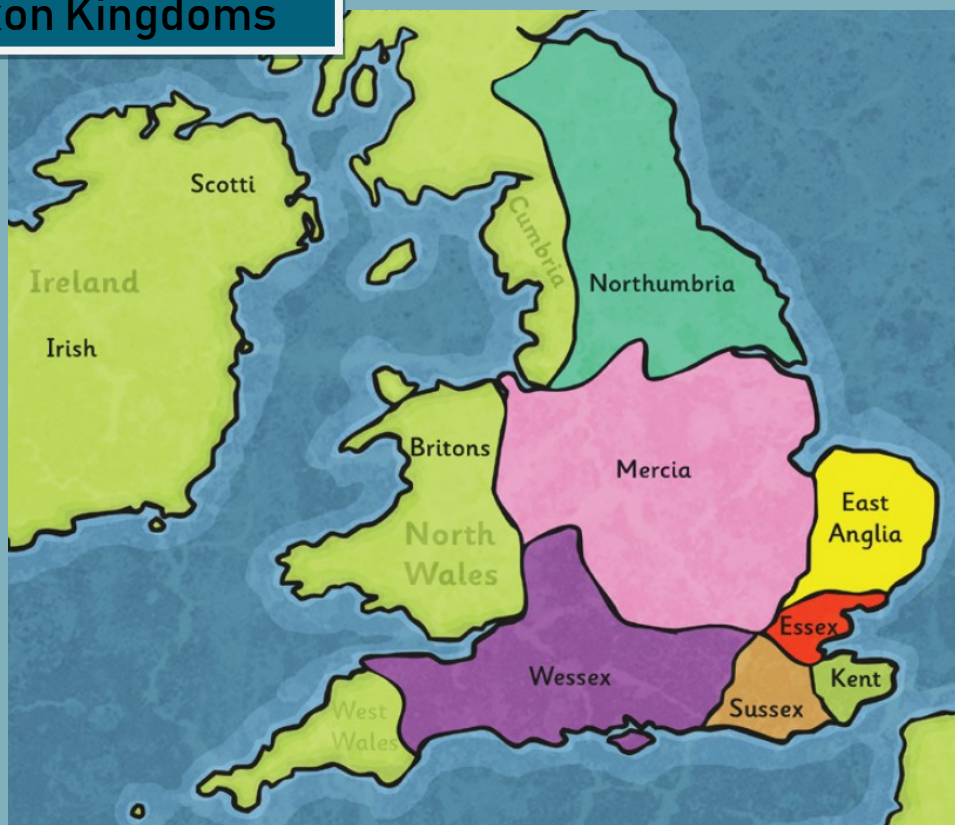 on Kingdoms
Scotti
Cumbria
Ireland
Northumbria
Irish
Britons
Mercia
East
Anglia
North
Wales
Essex
Wessex
Kent
Sussex
West
Wales